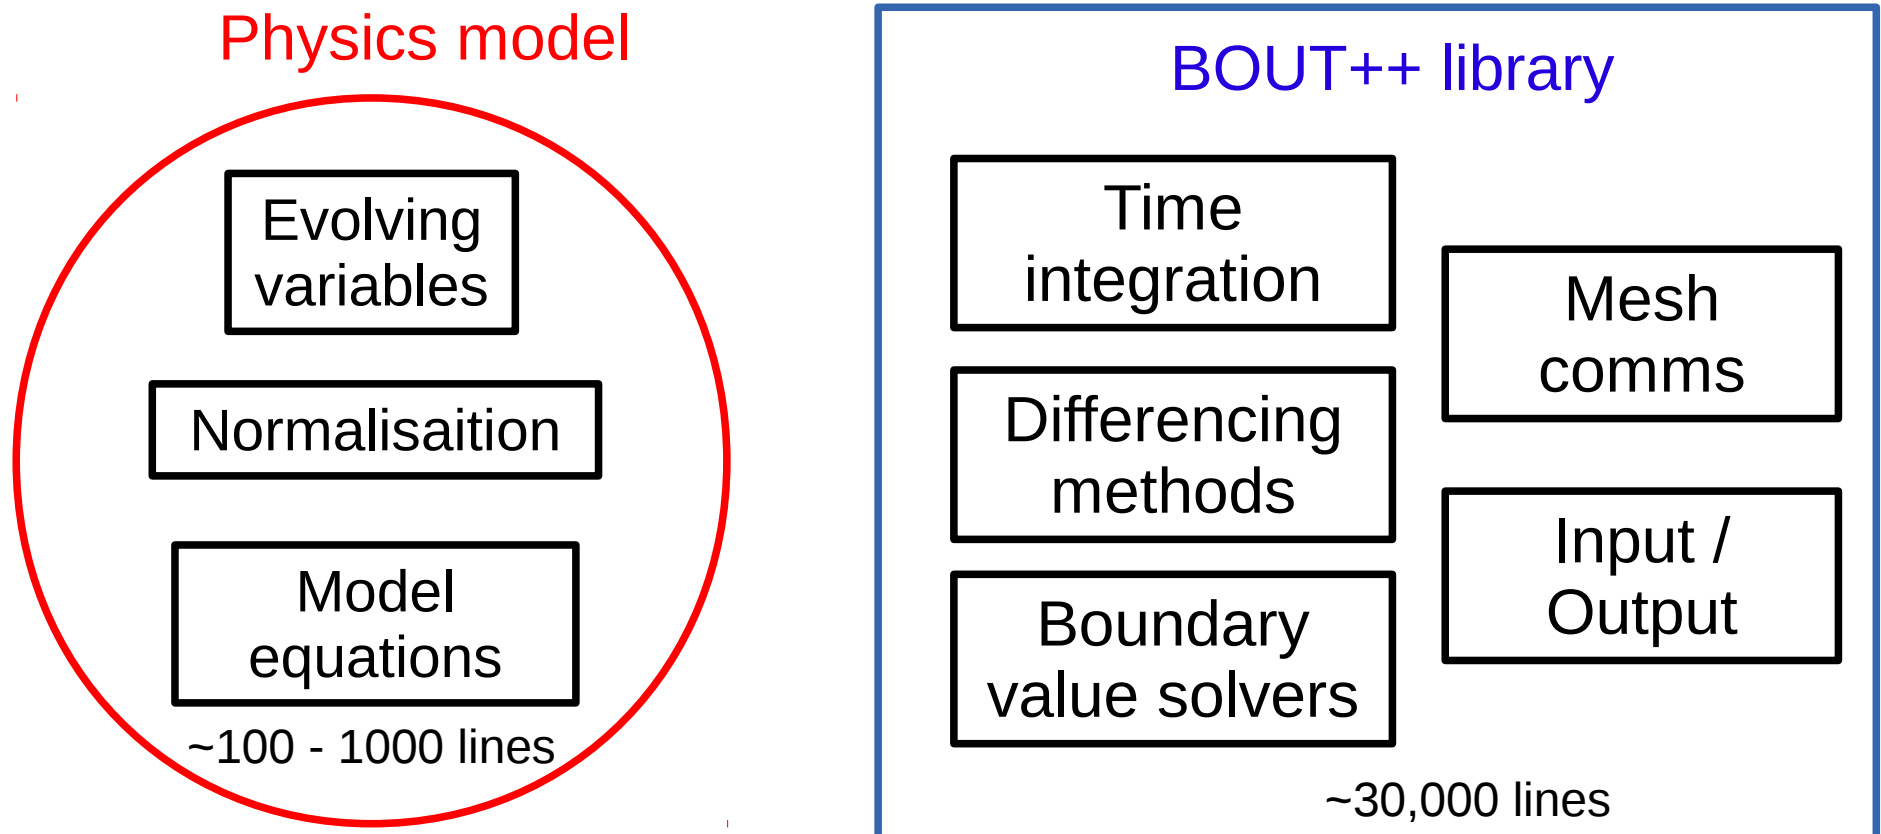 Physics model
Evolving
variables
Normalisaition
Model
equations
~100 - 1000 lines
BOUT++ library
Time
integration
Differencing
methods
Boundary
value solvers
Mesh
comms
Input /
Output
~30,000 lines